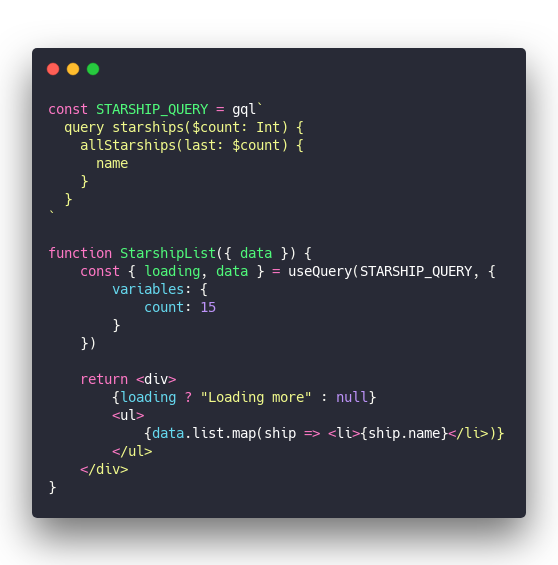 const STARSHIP_QUERY = gql`
  query starships($count: Int) {
    allStarships(last: $count) {
      name
    }
  }
`

function StarshipList({ data }) {
    const { loading, data } = useQuery(STARSHIP_QUERY, {
        variables: {
            count: 15
        }
    })

    return <div>
        {loading ? "Loading more" : null}
        <ul>
            {data.list.map(ship => <li>{ship.name}</li>)}
        </ul>
    </div>
}